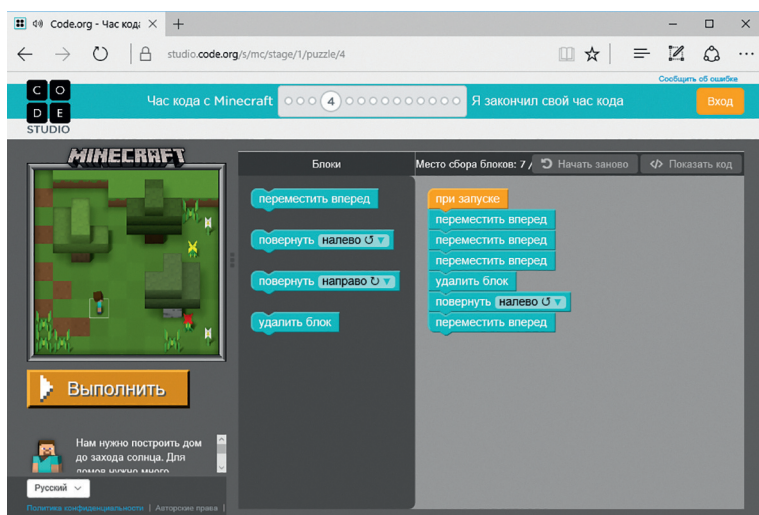 Code.org - Час кода
studio.code.org/s/mc/stage/1/puzzle/4
Сообщить об ошибке
C O
D E
STUDIO
Час кода с Minecraft
4
Я закончил свой час кода
Вход
MINECRAFT
Блоки
Место сбора блоков: 7 /
Начать заново
Показать код
переместить вперед
повернуть налево
повернуть направо
удалить блок
при запуске
переместить вперед
переместить вперед
переместить вперед
удалить блок
повернуть налево
переместить вперед
Выполнить
Нам нужно построить дом
до захода солнца. Для
домов нужно много
Русский
Политика конфиденциальности | Авторские права |